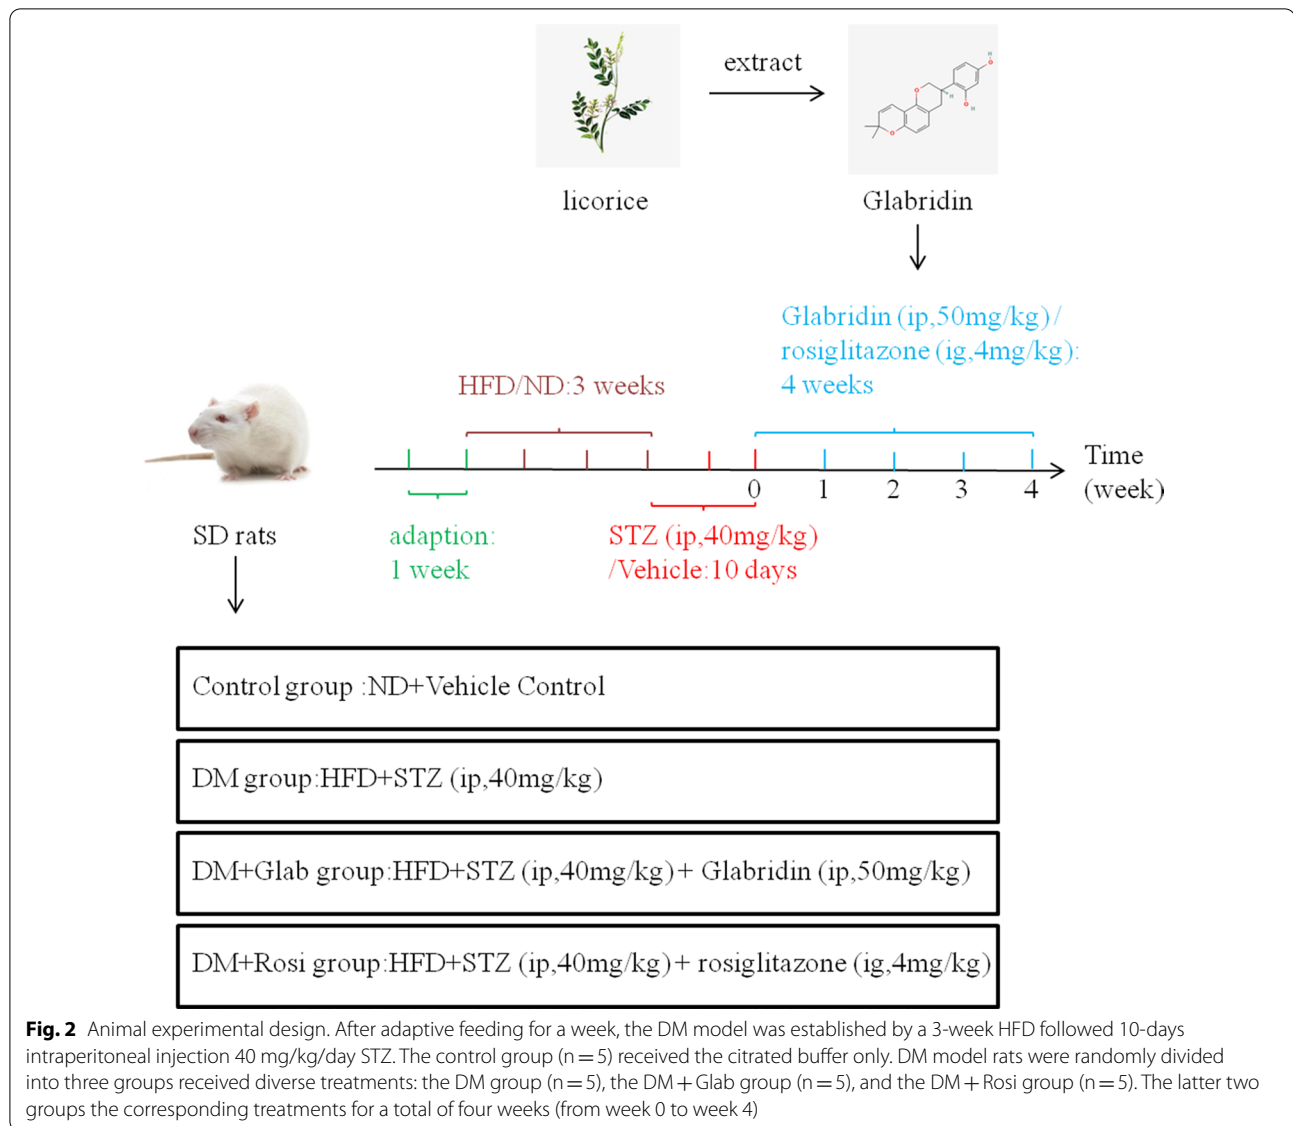 extract
licorice
Glabridin
Glabridin (ip,50mg/kg)/
rosiglitazone (ig,4mg/kg):
4 weeks
HFD/ND:3 weeks
Time
(week)
0 1 2 3 4
SD rats
adaption:
1 week
STZ (ip,40mg/kg)
/Vehicle:10 days
Control group :ND+Vehicle Control
DM group:HFD+STZ (ip,40mg/kg)
DM+Glab group:HFD+STZ (ip,40mg/kg)+ Glabridin (ip,50mg/kg)
DM+Rosi group:HFD+STZ (ip,40mg/kg)+ rosiglitazone (ig,4mg/kg)
Fig. 2 Animal experimental design. After adaptive feeding for a week, the DM model was established by a 3-week HFD followed 10-days
intraperitoneal injection 40 mg/kg/day STZ. The control group (n = 5) received the citrated buffer only. DM model rats were randomly divided
into three groups received diverse treatments: the DM group (n = 5), the DM + Glab group (n = 5), and the DM + Rosi group (n = 5). The latter two
groups the corresponding treatments for a total of four weeks (from week 0 to week 4)
H
O
O
H
O
H
O